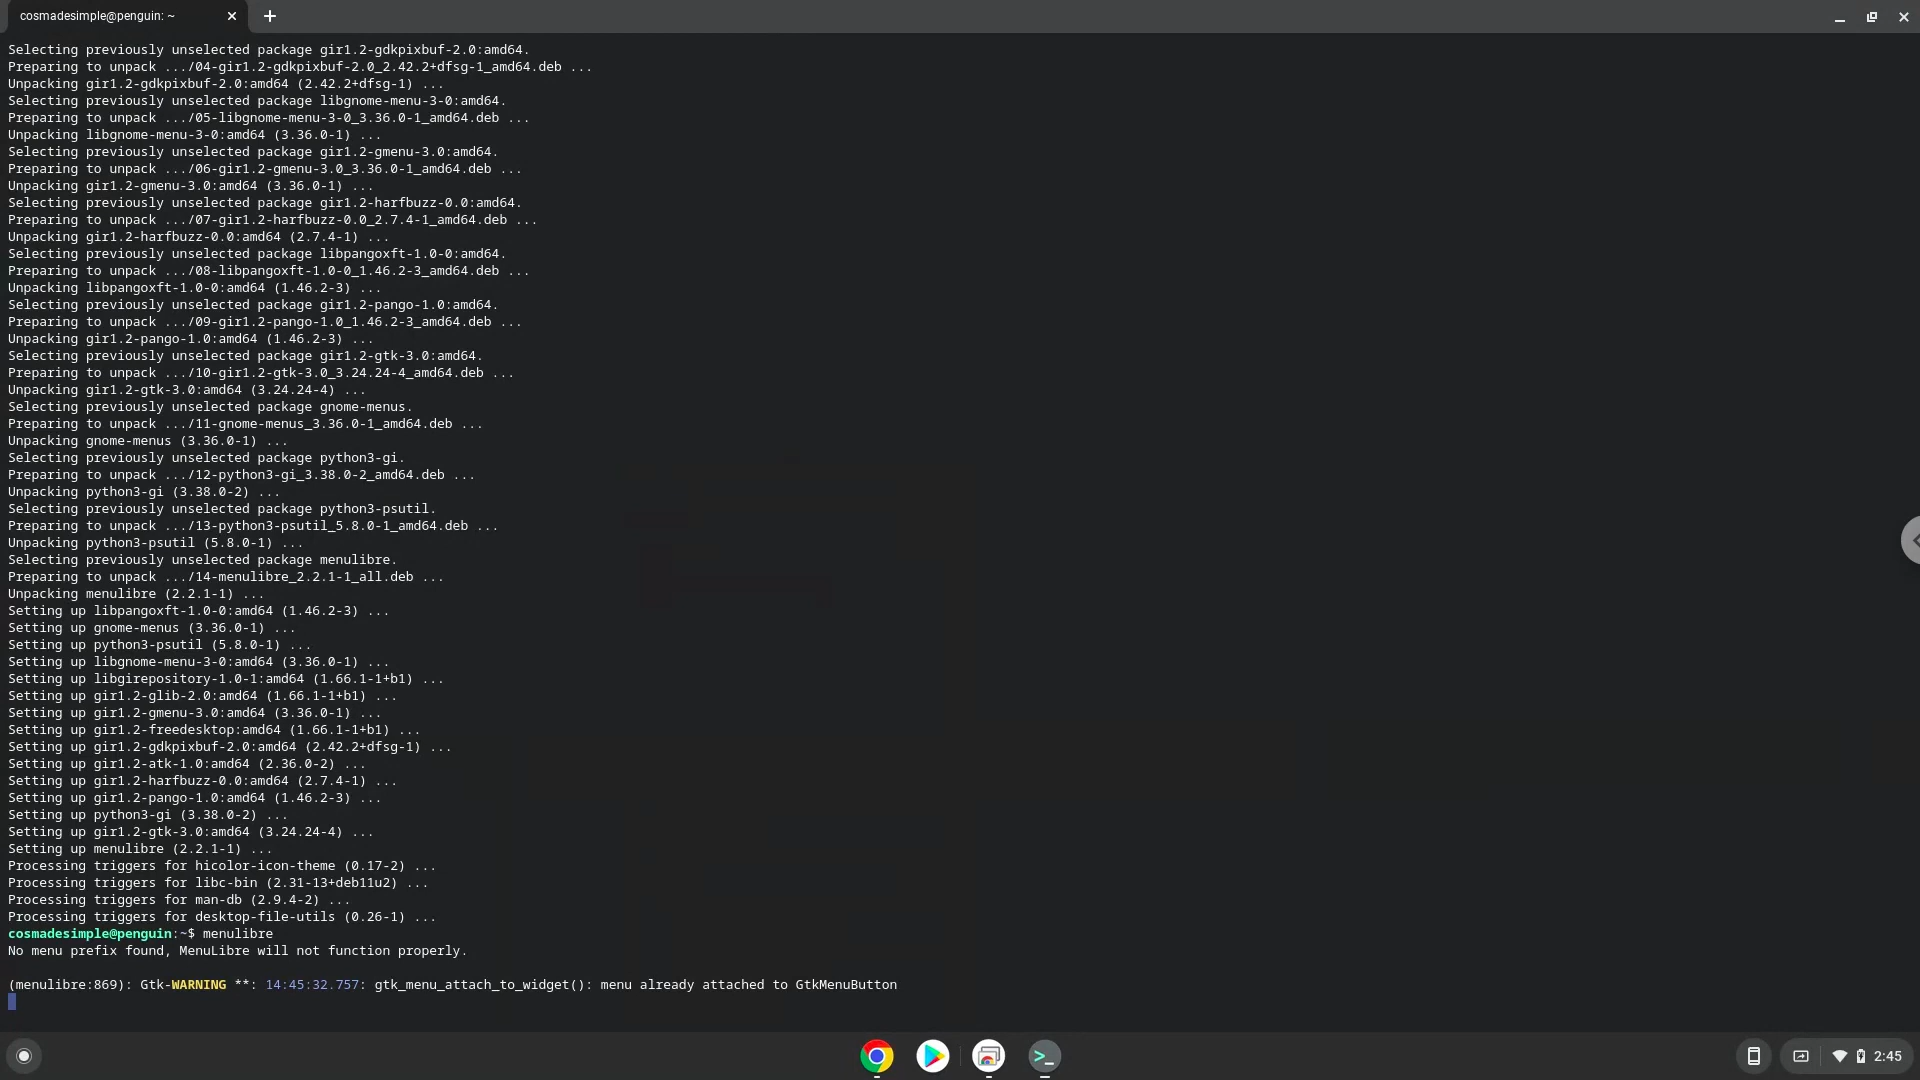 cosmadesimple@penguin: ~
Selecting previously unselected package gir1.2-gdkpixbuf-2.0:amd64.
Preparing to unpack .../04-gir1.2-gdkpixbuf-2.0_2.42.2+dfsg-1_amd64.deb ...
Unpacking gir1.2-gdkpixbuf-2.0:amd64 (2.42.2+dfsg-1) ...
Selecting previously unselected package libgnome-menu-3-0:amd64.
Preparing to unpack .../05-libgnome-menu-3-0_3.36.0-1_amd64.deb ...
Unpacking libgnome-menu-3-0:amd64 (3.36.0-1) ...
Selecting previously unselected package gir1.2-gmenu-3.0:amd64.
Preparing to unpack .../06-gir1.2-gmenu-3.0_3.36.0-1_amd64.deb ...
Unpacking gir1.2-gmenu-3.0:amd64 (3.36.0-1) ...
Selecting previously unselected package gir1.2-harfbuzz-0.0:amd64.
Preparing to unpack .../07-gir1.2-harfbuzz-0.0_2.7.4-1_amd64.deb ...
Unpacking gir1.2-harfbuzz-0.0:amd64 (2.7.4-1) ...
Selecting previously unselected package libpangoxft-1.0-0:amd64.
Preparing to unpack .../08-libpangoxft-1.0-0_1.46.2-3_amd64.deb ...
Unpacking libpangoxft-1.0-0:amd64 (1.46.2-3) ...
Selecting previously unselected package gir1.2-pango-1.0:amd64.
Preparing to unpack .../09-gir1.2-pango-1.0_1.46.2-3_amd64.deb ...
Unpacking gir1.2-pango-1.0:amd64 (1.46.2-3) ...
Selecting previously unselected package gir1.2-gtk-3.0:amd64.
Preparing to unpack .../10-gir1.2-gtk-3.0_3.24.24-4_amd64.deb ...
Unpacking gir1.2-gtk-3.0:amd64 (3.24.24-4) ...
Selecting previously unselected package gnome-menus.
Preparing to unpack .../11-gnome-menus_3.36.0-1_amd64.deb ...
Unpacking gnome-menus (3.36.0-1) ...
Selecting previously unselected package python3-gi.
Preparing to unpack .../12-python3-gi_3.38.0-2_amd64.deb ...
Unpacking python3-gi (3.38.0-2) ...
Selecting previously unselected package python3-psutil.
Preparing to unpack .../13-python3-psutil_5.8.0-1_amd64.deb ...
Unpacking python3-psutil (5.8.0-1) ...
Selecting previously unselected package menulibre.
Preparing to unpack .../14-menulibre_2.2.1-1_all.deb ...
Unpacking menulibre (2.2.1-1) ...
Setting up libpangoxft-1.0-0:amd64 (1.46.2-3) ...
Setting up gnome-menus (3.36.0-1) ...
Setting up python3-psutil (5.8.0-1) ...
Setting up libgnome-menu-3-0:amd64 (3.36.0-1) ...
Setting up libgirepository-1.0-1:amd64 (1.66.1-1+b1) ...
Setting up gir1.2-glib-2.0:amd64 (1.66.1-1+b1) ...
Setting up gir1.2-gmenu-3.0:amd64 (3.36.0-1) ...
Setting up gir1.2-freedesktop:amd64 (1.66.1-1+b1) ...
Setting up gir1.2-gdkpixbuf-2.0:amd64 (2.42.2+dfsg-1) ...
Setting up gir1.2-atk-1.0:amd64 (2.36.0-2) ...
Setting up gir1.2-harfbuzz-0.0:amd64 (2.7.4-1) ...
Setting up gir1.2-pango-1.0:amd64 (1.46.2-3) ...
Setting up python3-gi (3.38.0-2) ...
Setting up gir1.2-gtk-3.0:amd64 (3.24.24-4) ...
Setting up menulibre (2.2.1-1) ...
Processing triggers for hicolor-icon-theme (0.17-2) ...
Processing triggers for libc-bin (2.31-13+deb11u2) ...
Processing triggers for man-db (2.9.4-2) ...
Processing triggers for desktop-file-utils (0.26-1) ...
cosmadesimple@penguin:~$ menulibre
No menu prefix found, MenuLibre will not function properly.
(menulibre:869): Gtk-WARNING **: 14:45:32.757: gtk_menu_attach_to_widget(): menu already attached to GtkMenuButton
2:45